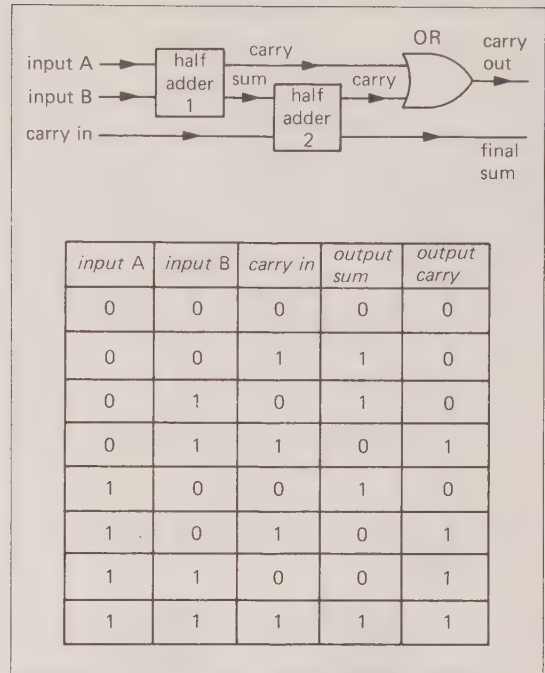 OR
carry
carry out
input A
half adder 1
sum
half adder 2
carry
input B
carry in
final sum
input A input B carry in output sum output carry
0 0 0 0 0
0 0 1 1 0
0 1 0 1 0
0 1 1 0 1
1 0 0 1 0
1 0 1 0 1
1 1 0 0 1
1 1 1 1 1